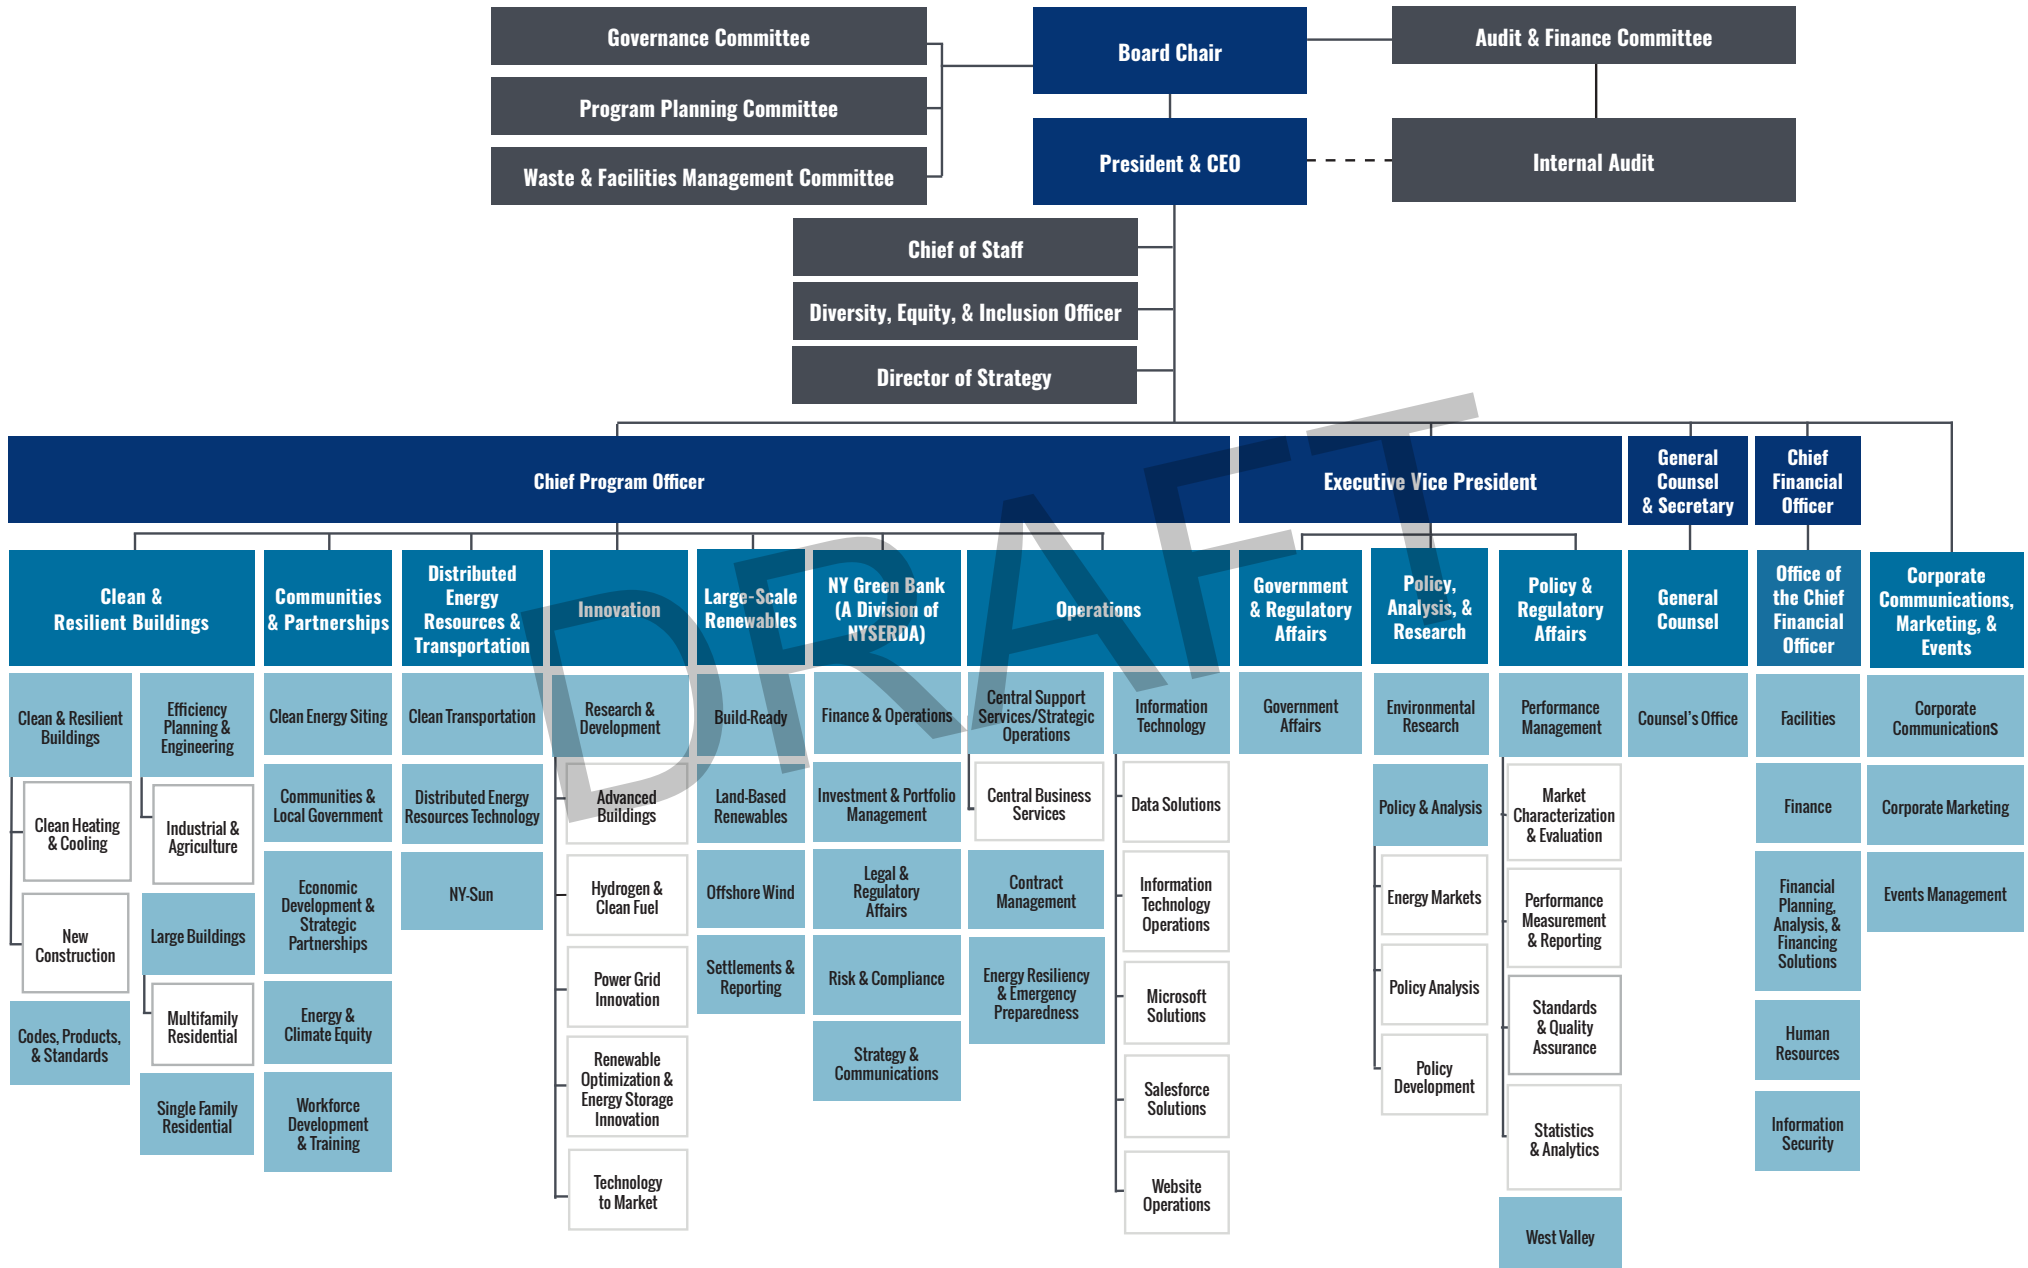 Governance Committee
Program Planning Committee
Waste & Facilities Management Committee
Board Chair
President & CEO
Audit & Finance Committee
Internal Audit
Chief of Staff
Diversity, Equity, & Inclusion Officer
Director of Strategy
DRAFT
Chief Program Officer
Executive Vice President
General
Counsel
& Secretary
Chief
Financial
Officer
Clean &
Resilient Buildings
Communities
& Partnerships
Distributed
Energy
Resources &
Transportation
Innovation
Large-Scale
Renewables
NY Green Bank
(A Division of
NYSERDA)
Operations
Government
& Regulatory
Affairs
Policy,
Analysis, &
Research
Policy &
Regulatory
Affairs
General
Counsel
Office of
the Chief
Financial
Officer
Corporate
Communications,
Marketing, &
Events
Clean & Resilient
Buildings
Clean Heating
& Cooling
New
Construction
Codes, Products,
& Standards
Efficiency
Planning &
Engineering
Industrial &
Agriculture
Large Buildings
Multifamily
Residential
Single Family
Residential
Clean Energy Siting
Communities &
Local Government
Economic
Development &
Strategic
Partnerships
Energy &
Climate Equity
Workforce
Development
& Training
Clean Transportation
Distributed Energy
Resources Technology
NY-Sun
Research &
Development
Advanced
Buildings
Hydrogen &
Clean Fuel
Power Grid
Innovation
Renewable
Optimization &
Energy Storage
Innovation
Technology
to Market
Build-Ready
Land-Based
Renewables
Offshore Wind
Settlements &
Reporting
Finance & Operations
Investment & Portfolio
Management
Legal &
Regulatory
Affairs
Risk & Compliance
Strategy &
Communications
Central Support
Services/Strategic
Operations
Central Business
Services
Contract
Management
Energy Resiliency
& Emergency
Preparedness
Information
Technology
Data Solutions
Information
Technology
Operations
Microsoft
Solutions
Salesforce
Solutions
Website
Operations
Government
Affairs
Environmental
Research
Policy & Analysis
Energy Markets
Policy Analysis
Policy
Development
Performance
Management
Market
Characterization
& Evaluation
Performance
Measurement
& Reporting
Standards
& Quality
Assurance
Statistics
& Analytics
West Valley
Counsel's Office
Facilities
Finance
Financial
Planning,
Analysis, &
Financing
Solutions
Human
Resources
Information
Security
Corporate
Communications
Corporate Marketing
Events Management